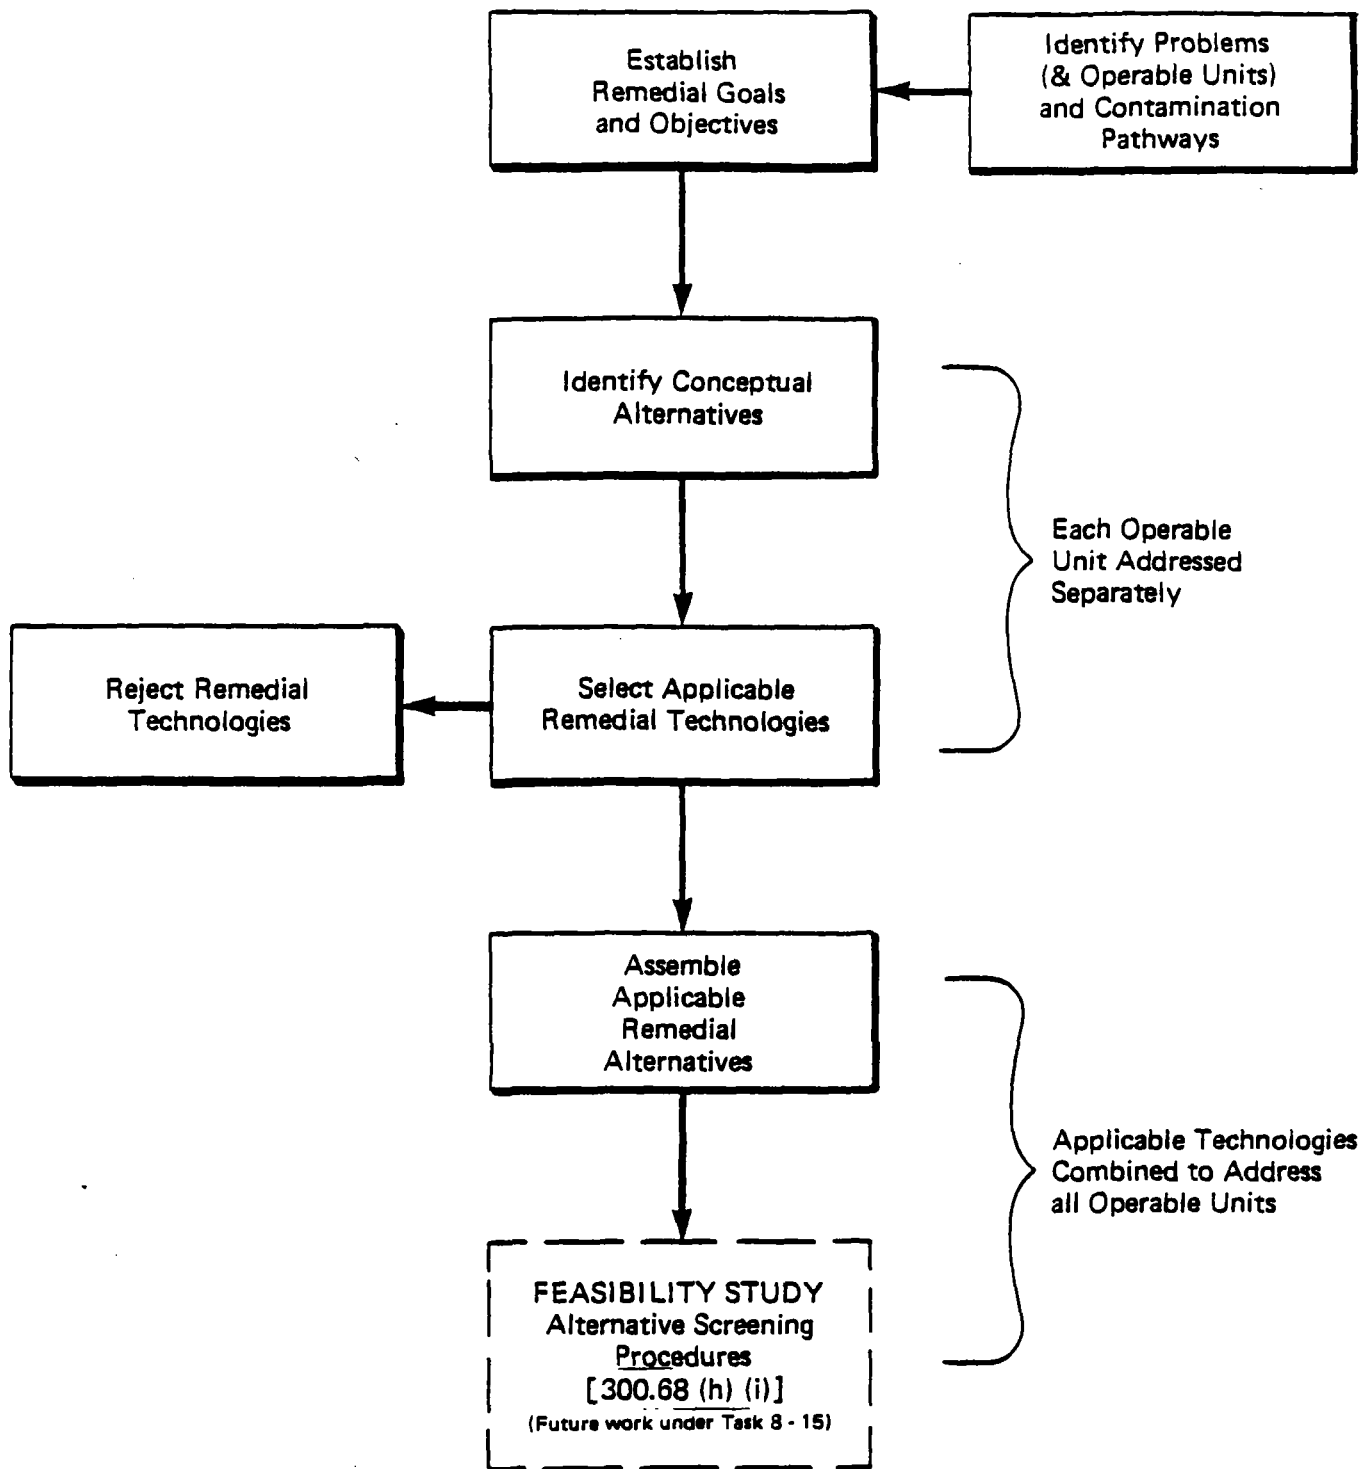 Establish
Remedial Goals
and Objectives
Identify Problems
(& Operable Units)
and Contamination
Pathways
Identify Conceptual
Alternatives
Each Operable
Unit Addressed
Separately
Reject Remedial
Technologies
Select Applicable
Remedial Technologies
Assemble
Applicable
Remedial
Alternatives
Applicable Technologies
Combined to Address
all Operable Units
FEASIBILITY STUDY
Alternative Screening
Procedures
[300.68 (h) (i)]
(Future work under Task 8 - 15)